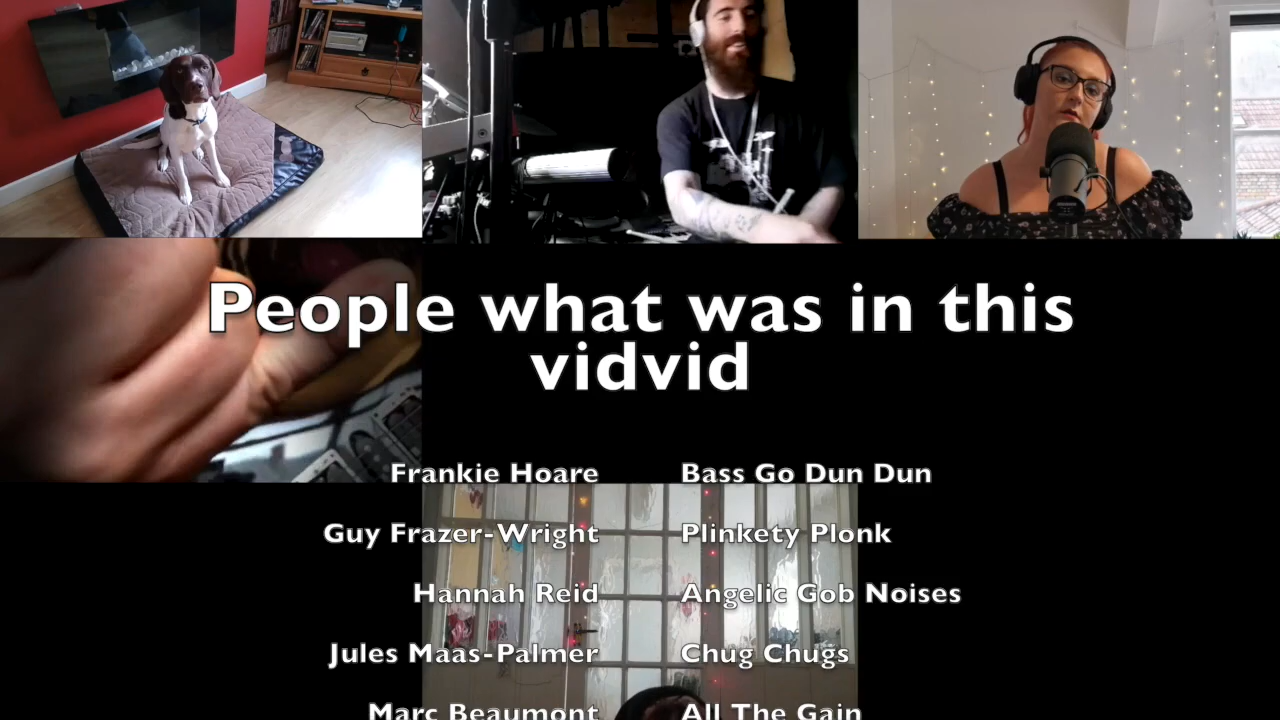 People what was in this
vidvid
Frankie Hoare Bass Go Dun Dun
Guy Frazer-Wright Plinkety Plonk
Hannah Reid Angelic Gob Noises
Jules Maas-Palmer Chug Chugs
Marc Beaumont All The Gain